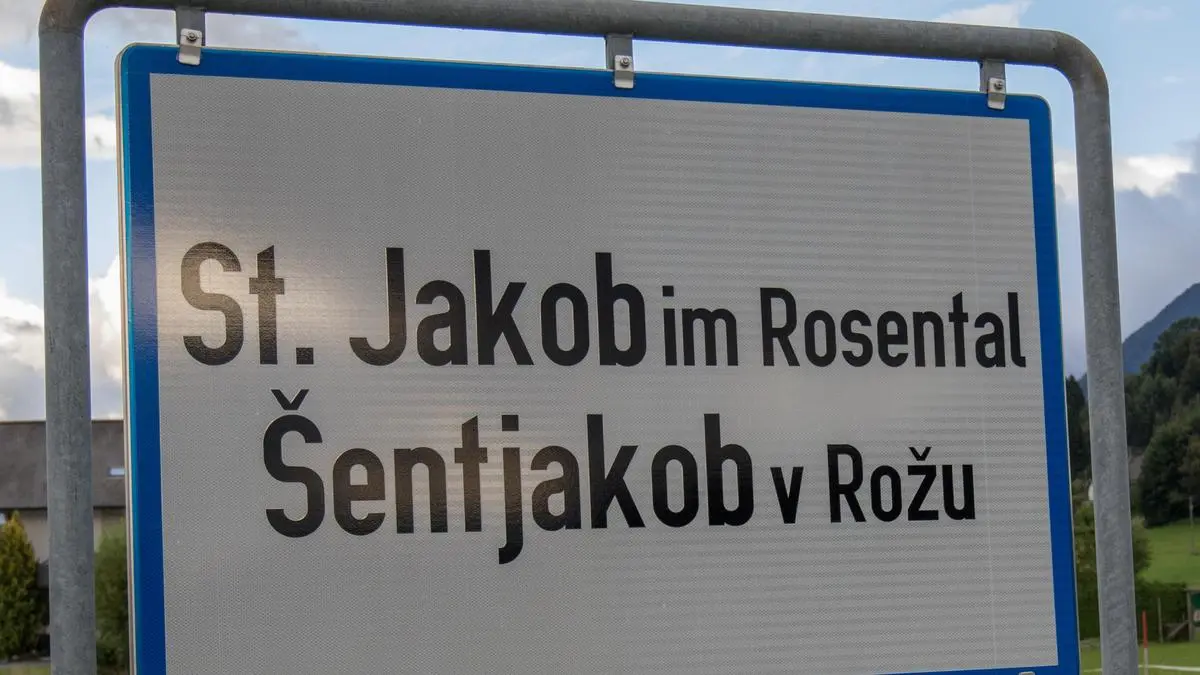 St. Jakob im Rosental
Šentjakob v Rožu